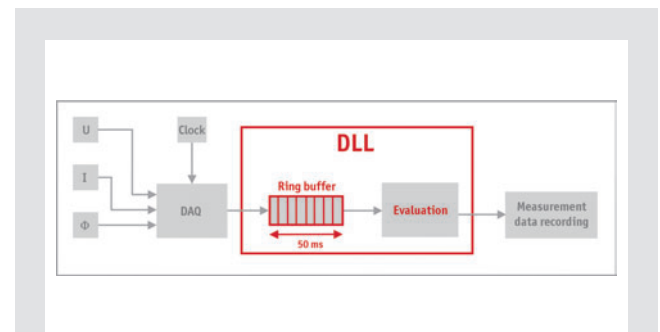 U
Clock
DLL
I
Ring buffer
DAQ
Evaluation
Measurement
data recording
Φ
50 ms